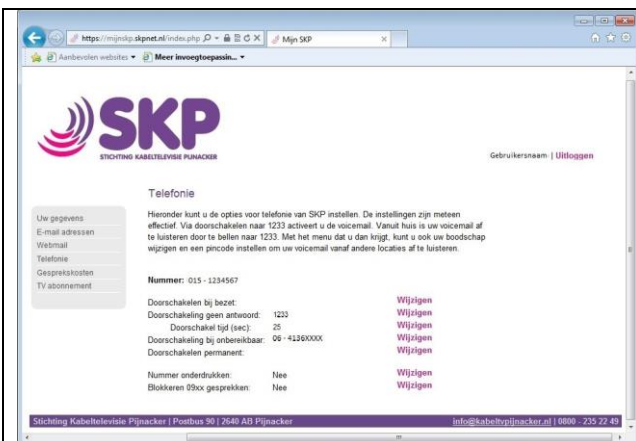 https://mijnskp.skpnet.nl/index.php
Mijn SKP
Aanbevolen websites
Meer invoegtoepassin...
SKP
STICHTING KABELTELEVISIE PIJNACKER
Gebruikersnaam | Uitloggen
Telefonie
Uw gegevens
E-mail adressen
Webmail
Telefonie
Gesprekskosten
TV abonnement
Hieronder kunt u de opties voor telefonie van SKP instellen. De instellingen zijn meteen
effectief. Via doorschakelen naar 1233 activeert u de voicemail. Vanuit huis is uw voicemail af
te luisteren door te bellen naar 1233. Met het menu dat u dan krijgt, kunt u ook uw boodschap
wijzigen en een pincode instellen om uw voicemail vanaf andere locaties af te luisteren.
Nummer: 015 - 1234567
Doorschakelen bij bezet: Wijzigen
Doorschakeling geen antwoord: 1233 Wijzigen
Doorschakel tijd (sec): 25 Wijzigen
Doorschakeling bij onbereikbaar: 06 - 4136XXXX Wijzigen
Doorschakelen permanent: Wijzigen
Nummer onderdrukken: Nee Wijzigen
Blokkeren 09xx gesprekken: Nee Wijzigen
Stichting Kabeltelevisie Pijnacker | Postbus 90 | 2640 AB Pijnacker info@kabeltvpijnacker.nl | 0800 - 235 22 49